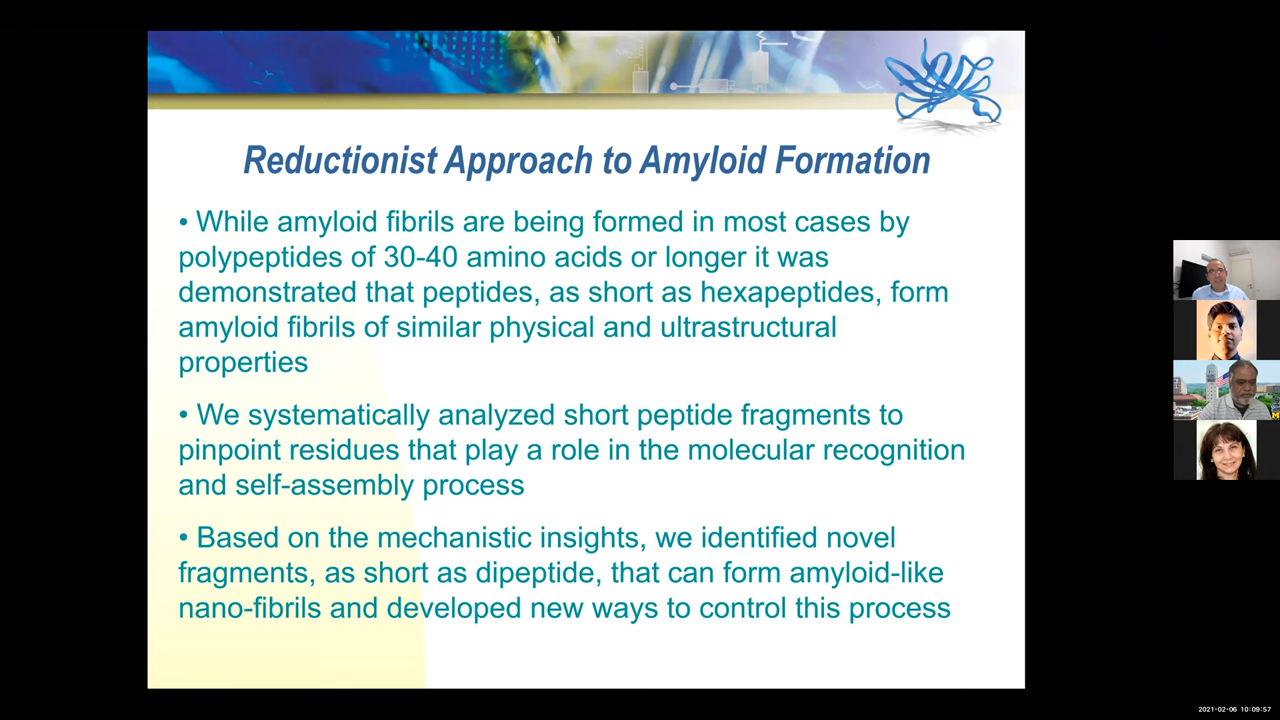 Reductionist Approach to Amyloid Formation
• While amyloid fibrils are being formed in most cases by
polypeptides of 30-40 amino acids or longer it was
demonstrated that peptides, as short as hexapeptides, form
amyloid fibrils of similar physical and ultrastructural
properties
• We systematically analyzed short peptide fragments to
pinpoint residues that play a role in the molecular recognition
and self-assembly process
• Based on the mechanistic insights, we identified novel
fragments, as short as dipeptide, that can form amyloid-like
nano-fibrils and developed new ways to control this process
2021-02-06 10:09:57